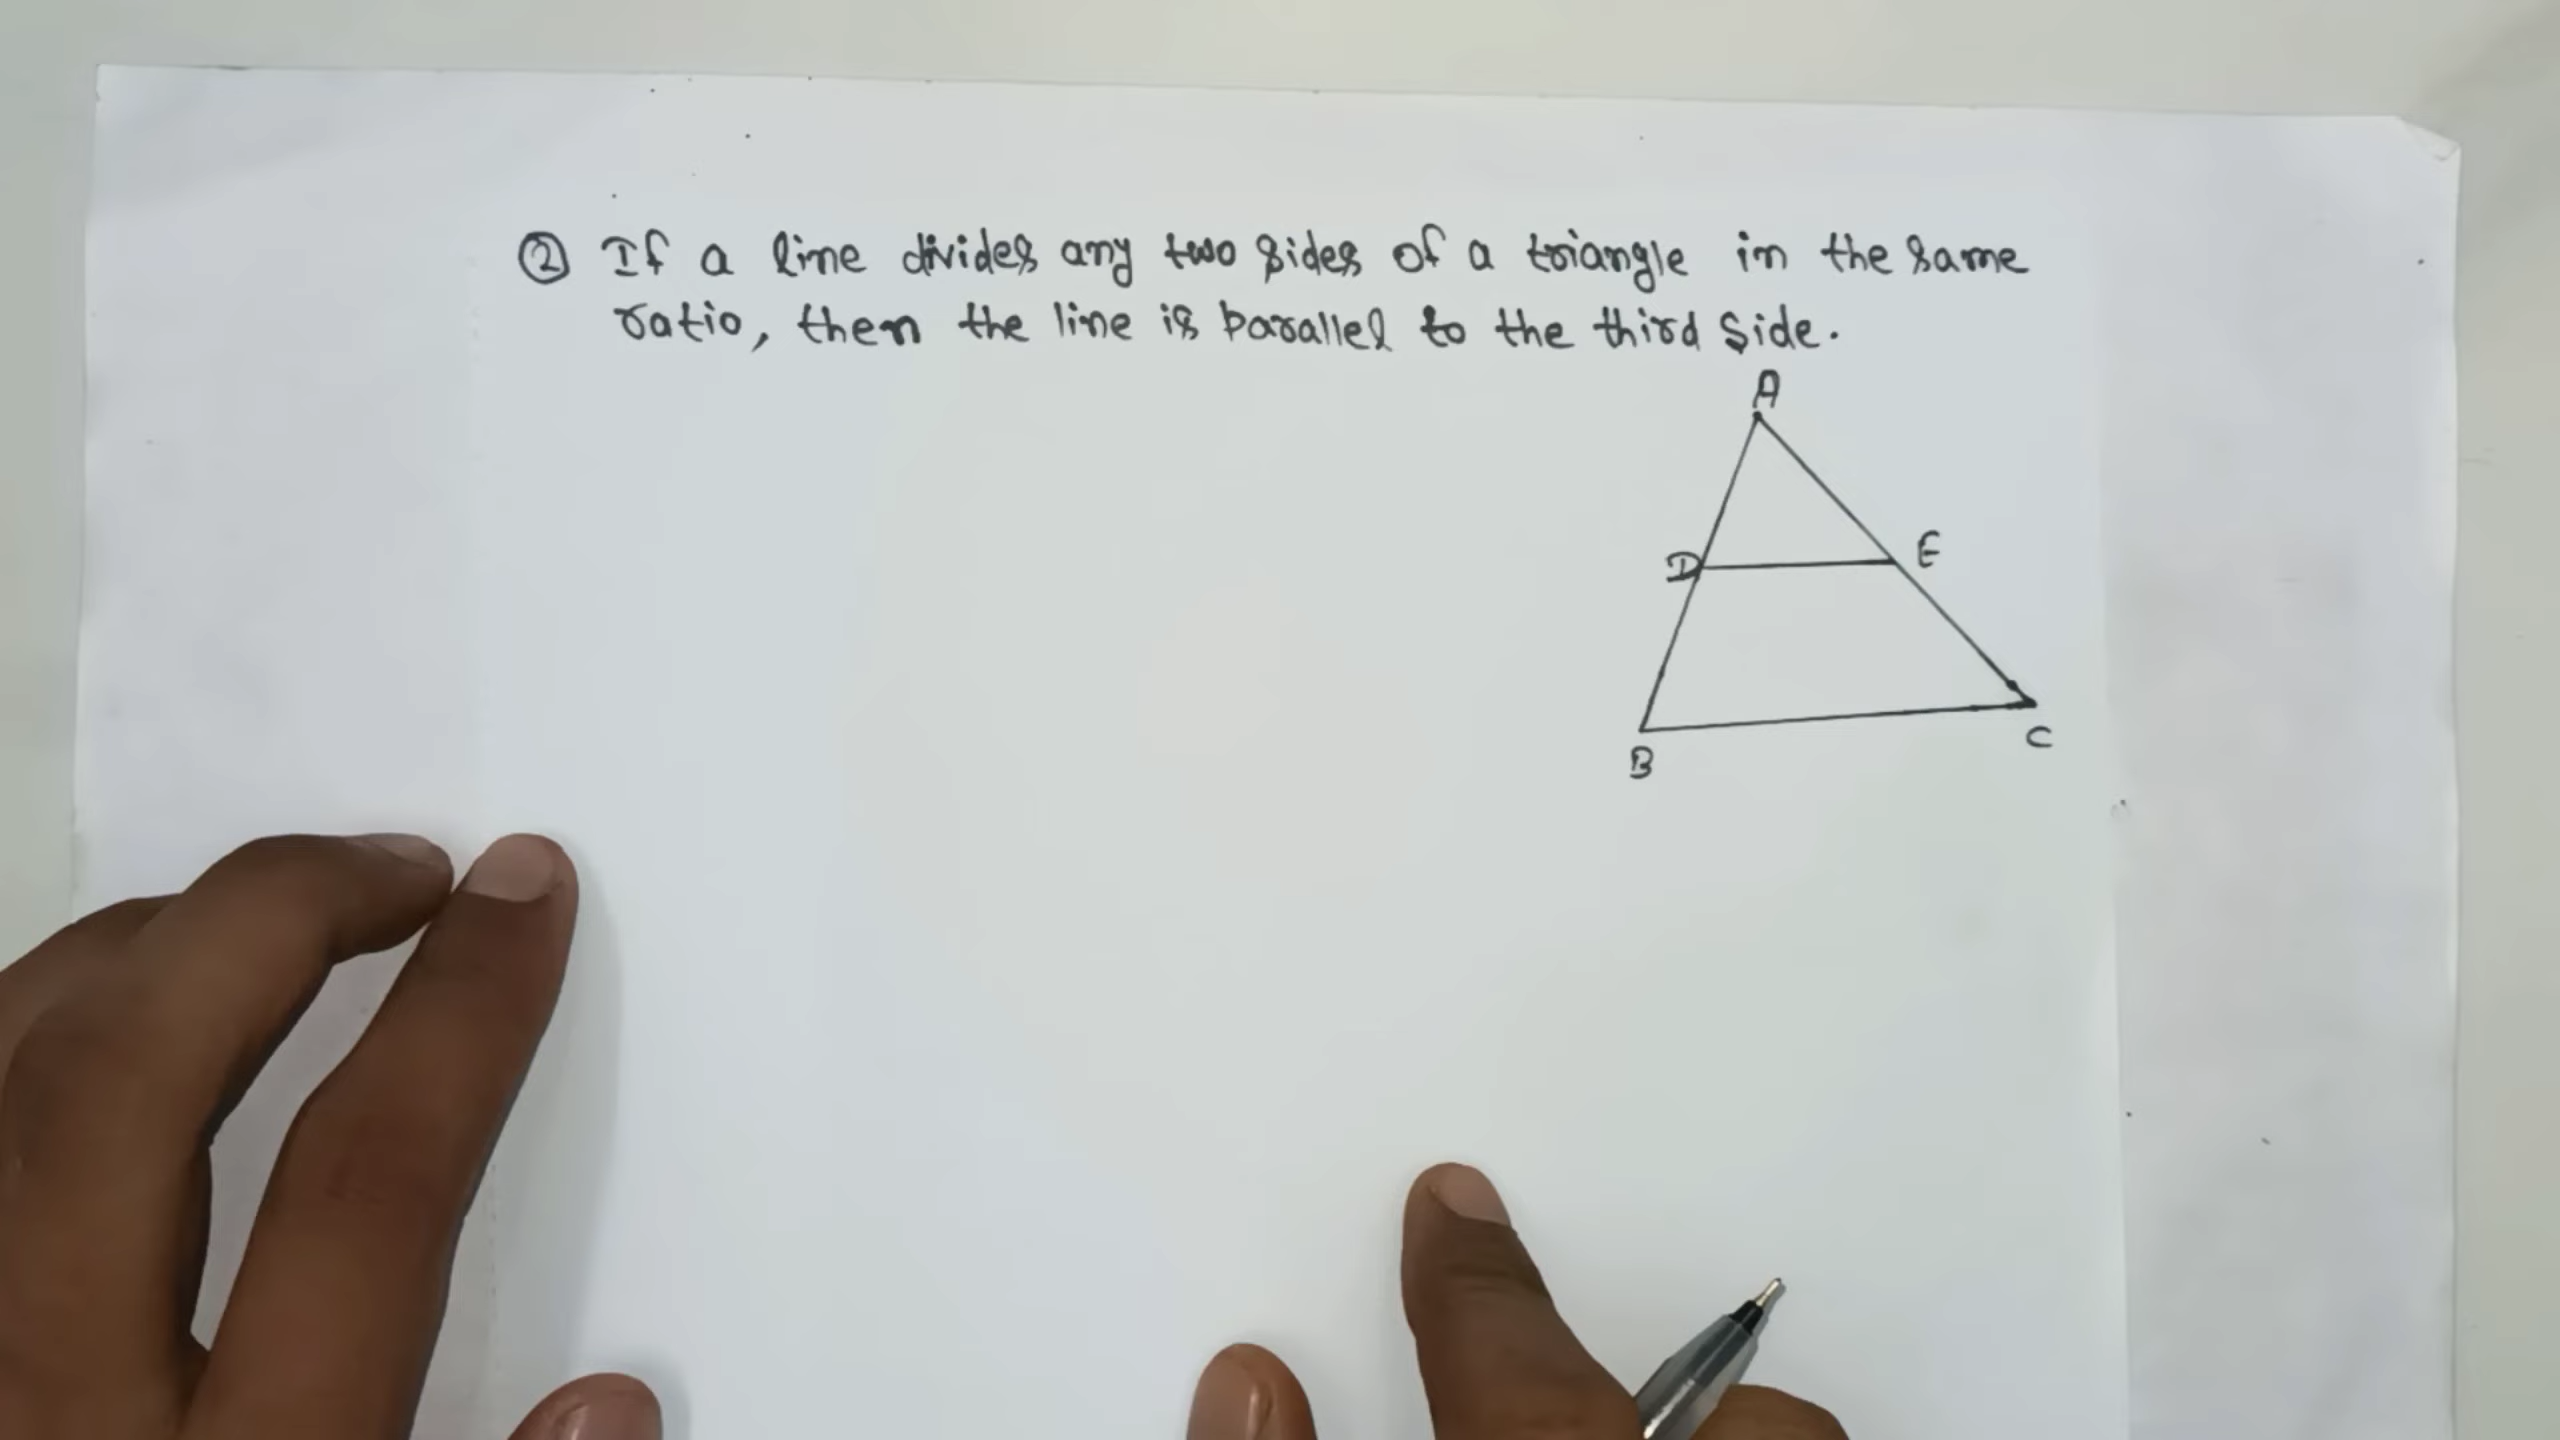 ② If a line divides any two sides of a triangle in the same
ratio, then the line is parallel to the third side.
A
D
E
B
C